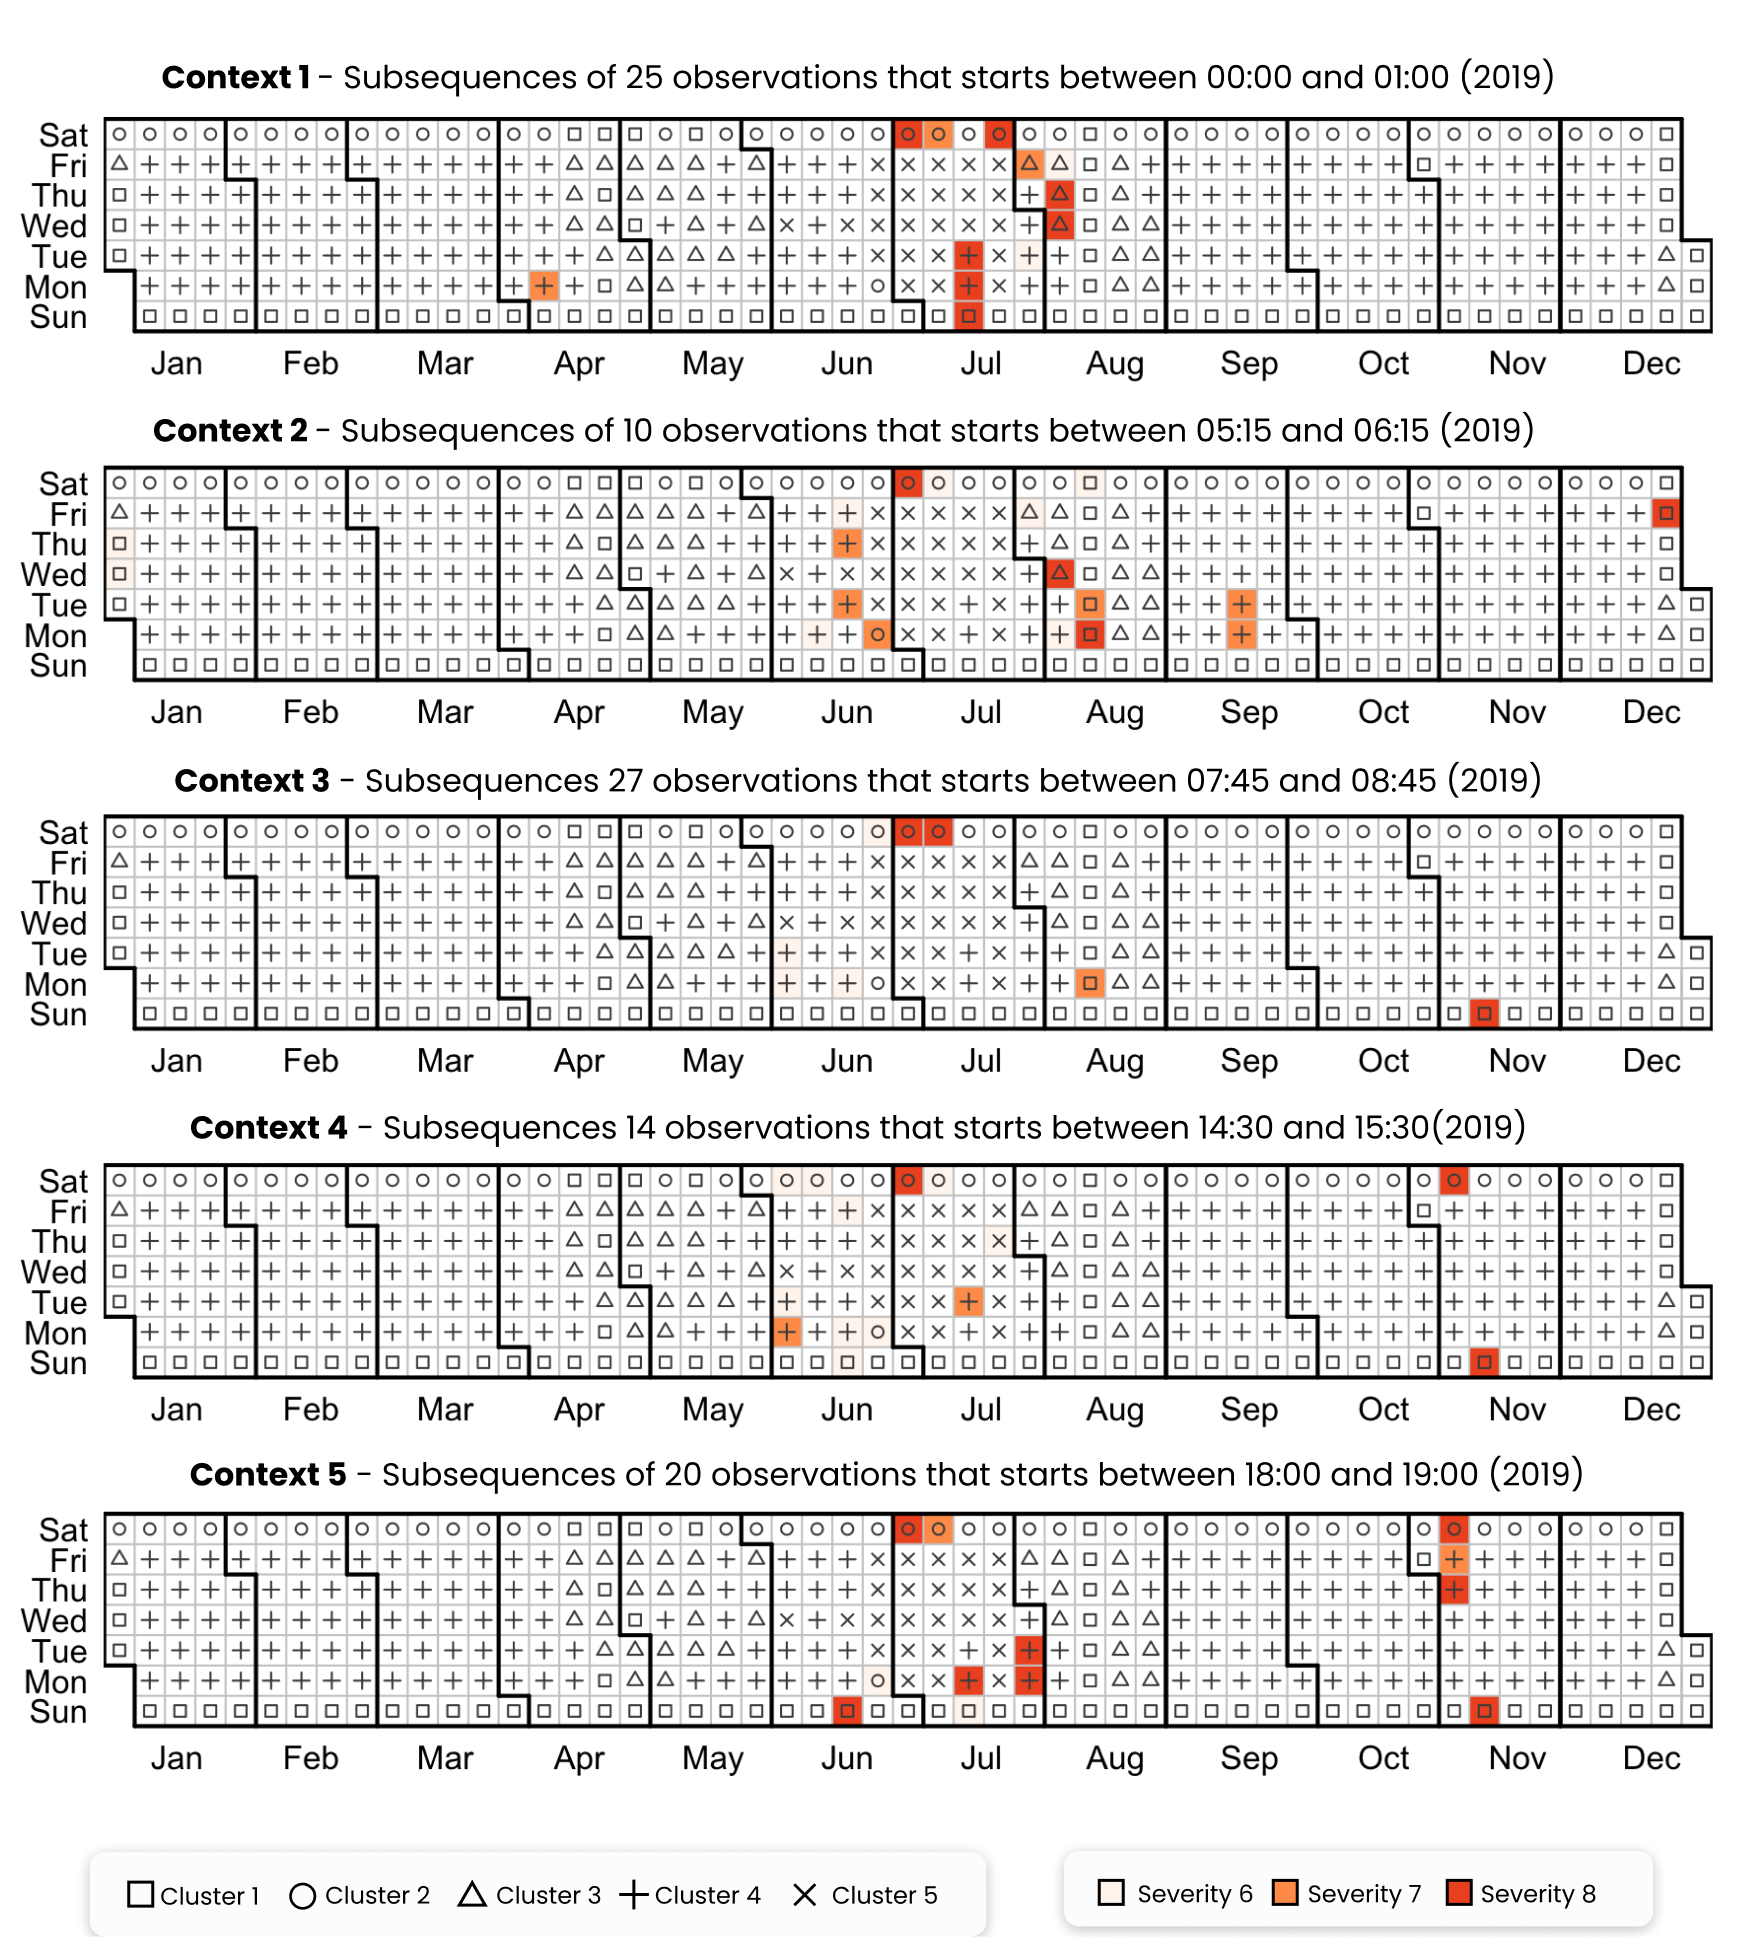 Context 1 - Subsequences of 25 observations that starts between 00:00 and 01:00 (2019)
Sat
Fri
Thu
Wed
Tue
Mon
Sun
Jan Feb Mar Apr May Jun Jul Aug Sep Oct Nov Dec
Context 2 - Subsequences of 10 observations that starts between 05:15 and 06:15 (2019)
Sat
Fri
Thu
Wed
Tue
Mon
Sun
Jan Feb Mar Apr May Jun Jul Aug Sep Oct Nov Dec
Context 3 - Subsequences 27 observations that starts between 07:45 and 08:45 (2019)
Sat
Fri
Thu
Wed
Tue
Mon
Sun
Jan Feb Mar Apr May Jun Jul Aug Sep Oct Nov Dec
Context 4 - Subsequences 14 observations that starts between 14:30 and 15:30(2019)
Sat
Fri
Thu
Wed
Tue
Mon
Sun
Jan Feb Mar Apr May Jun Jul Aug Sep Oct Nov Dec
Context 5 - Subsequences of 20 observations that starts between 18:00 and 19:00 (2019)
Sat
Fri
Thu
Wed
Tue
Mon
Sun
Jan Feb Mar Apr May Jun Jul Aug Sep Oct Nov Dec
Cluster 1 Cluster 2 Cluster 3 Cluster 4 Cluster 5 Severity 6 Severity 7 Severity 8